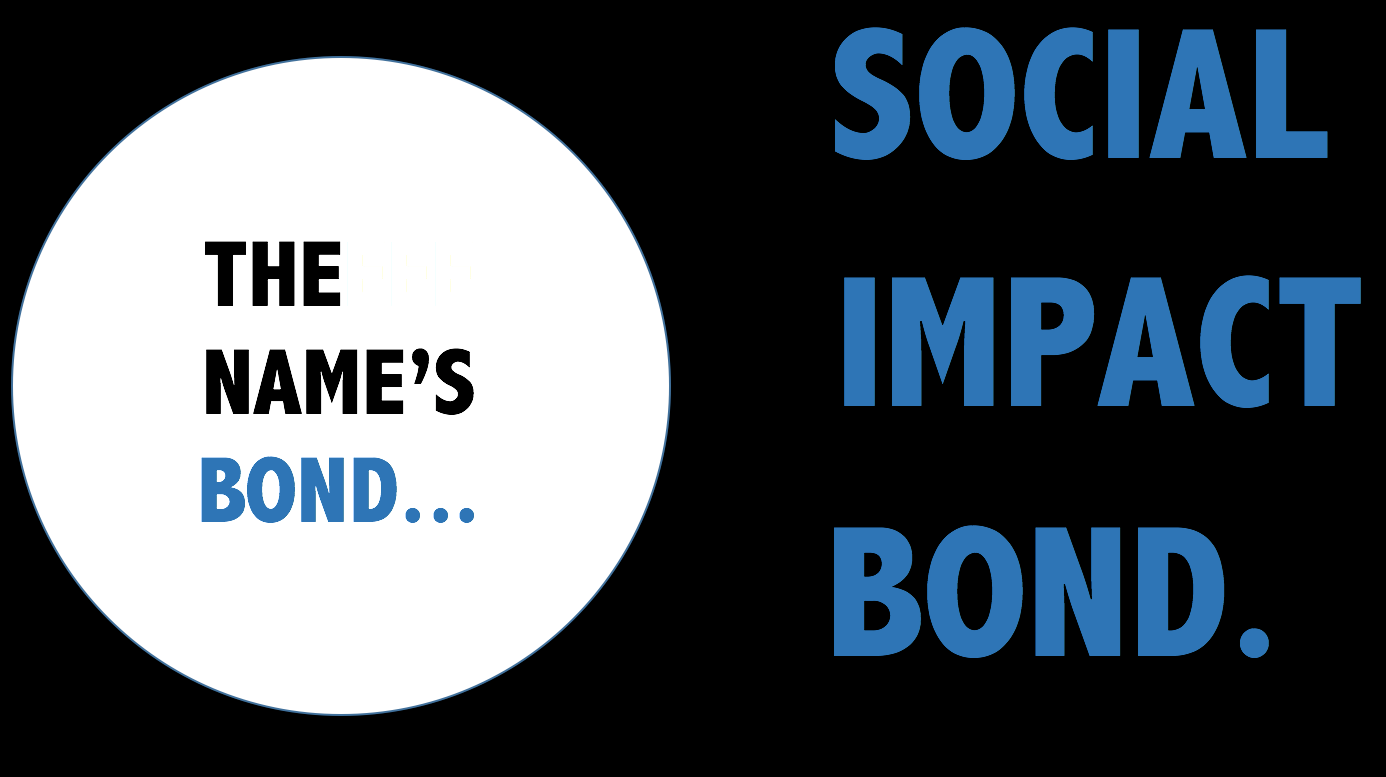 THE
NAME’S
BOND...
SOCIAL
IMPACT
BOND.